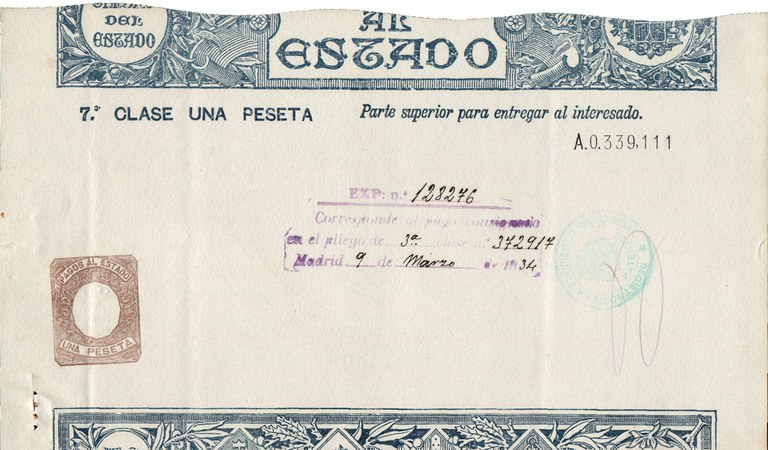 DEL
ESTADO
AL
ESTADO
7.ª CLASE UNA PESETA
Parte superior para entregar al interesado.
A.0.339,111
EXP: n.º 128276
Corresponde al pago consignado
en el pliego de 3ª clase nº 372917
Madrid 9 de Marzo de 1934
PAGOS AL ESTADO
UNA PESETA